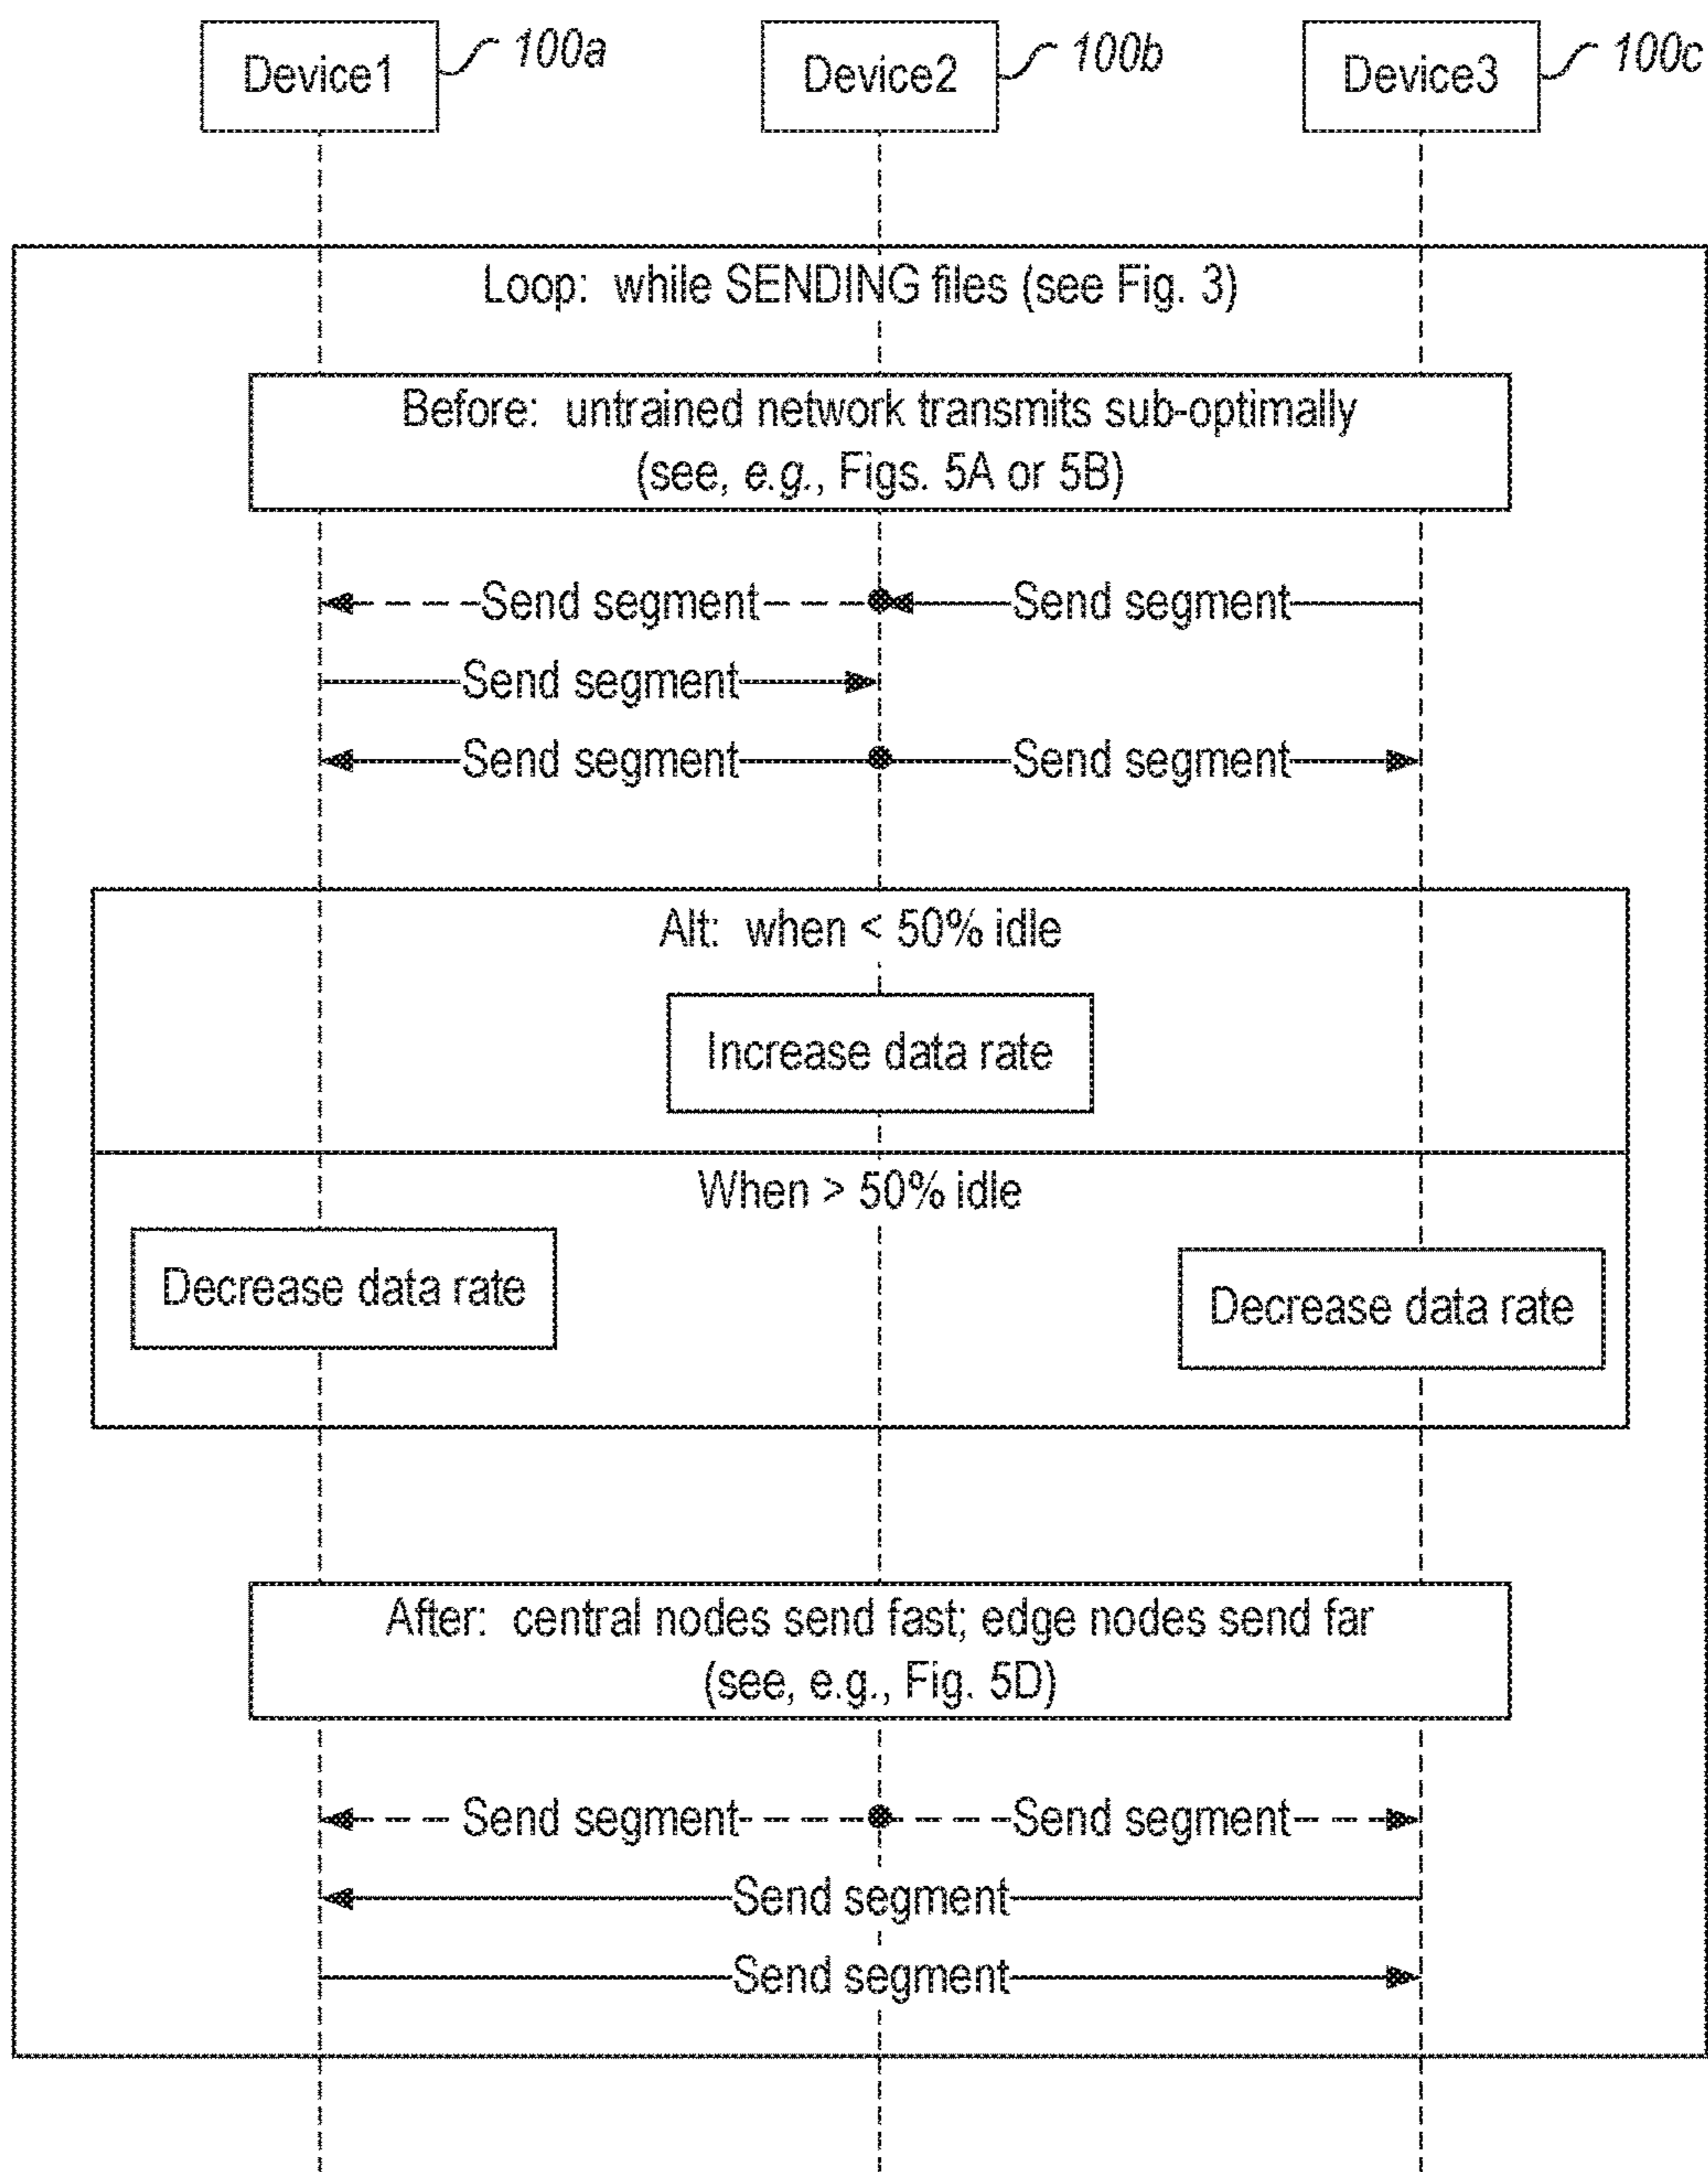 Device1 100a Device2 100b Device3 100c
Loop: while SENDING files (see Fig. 3)
Before: untrained network transmits sub-optimally
(see, e.g., Figs. 5A or 5B)
Send segment Send segment
Send segment
Send segment Send segment
Alt: when < 50% idle
Increase data rate
When > 50% idle
Decrease data rate
Decrease data rate
After: central nodes send fast; edge nodes send far
(see, e.g., Fig. 5D)
Send segment Send segment
Send segment
Send segment